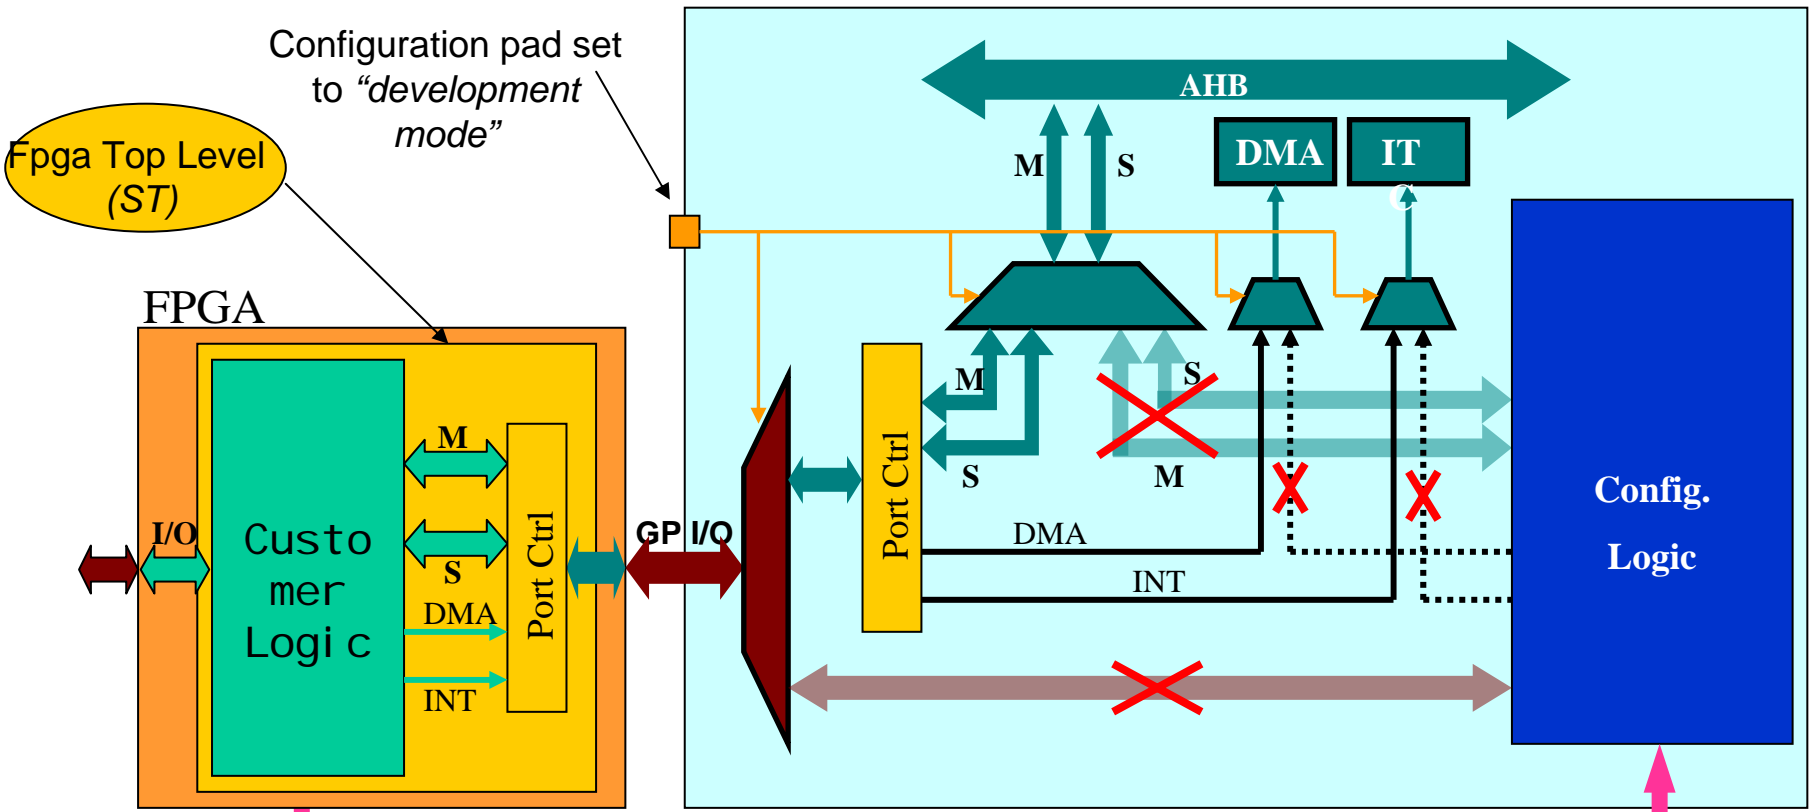 Configuration pad set
to “development
mode”
Fpga Top Level
(ST)
AHB
M
S
DMA
IT
C
FPGA
M
S
S
M
Port Ctrl
DMA
INT
Config.
Logic
I/O
Custo
mer
Logic
M
S
DMA
INT
Port Ctrl
GP I/O